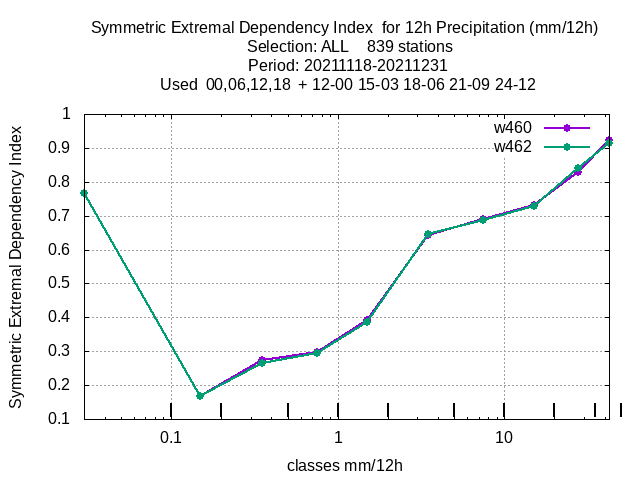 Symmetric Extremal Dependency Index  for 12h Precipitation (mm/12h)
Selection: ALL    839 stations
Period: 20211118-20211231
Used  00,06,12,18  + 12-00 15-03 18-06 21-09 24-12
Symmetric Extremal Dependency Index
1
0.9
0.8
0.7
0.6
0.5
0.4
0.3
0.2
0.1
w460
w462
0.1
1
10
classes mm/12h